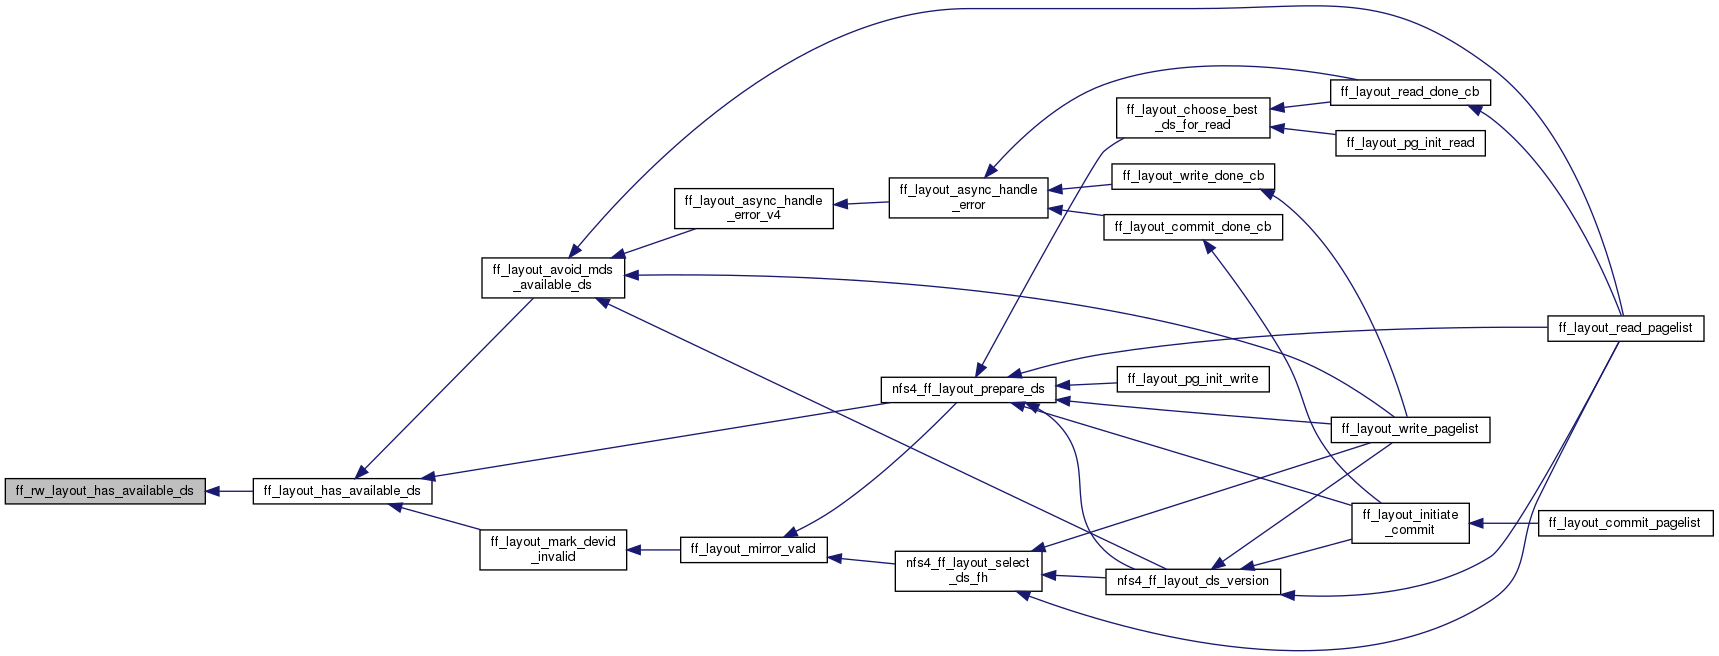 ff_rw_layout_has_available_ds
ff_layout_has_available_ds
ff_layout_avoid_mds
_available_ds
ff_layout_mark_devid
_invalid
ff_layout_async_handle
_error_v4
ff_layout_mirror_valid
ff_layout_async_handle
_error
nfs4_ff_layout_prepare_ds
nfs4_ff_layout_select
_ds_fh
ff_layout_choose_best
_ds_for_read
ff_layout_write_done_cb
ff_layout_commit_done_cb
ff_layout_pg_init_write
nfs4_ff_layout_ds_version
ff_layout_read_done_cb
ff_layout_pg_init_read
ff_layout_write_pagelist
ff_layout_initiate
_commit
ff_layout_read_pagelist
ff_layout_commit_pagelist